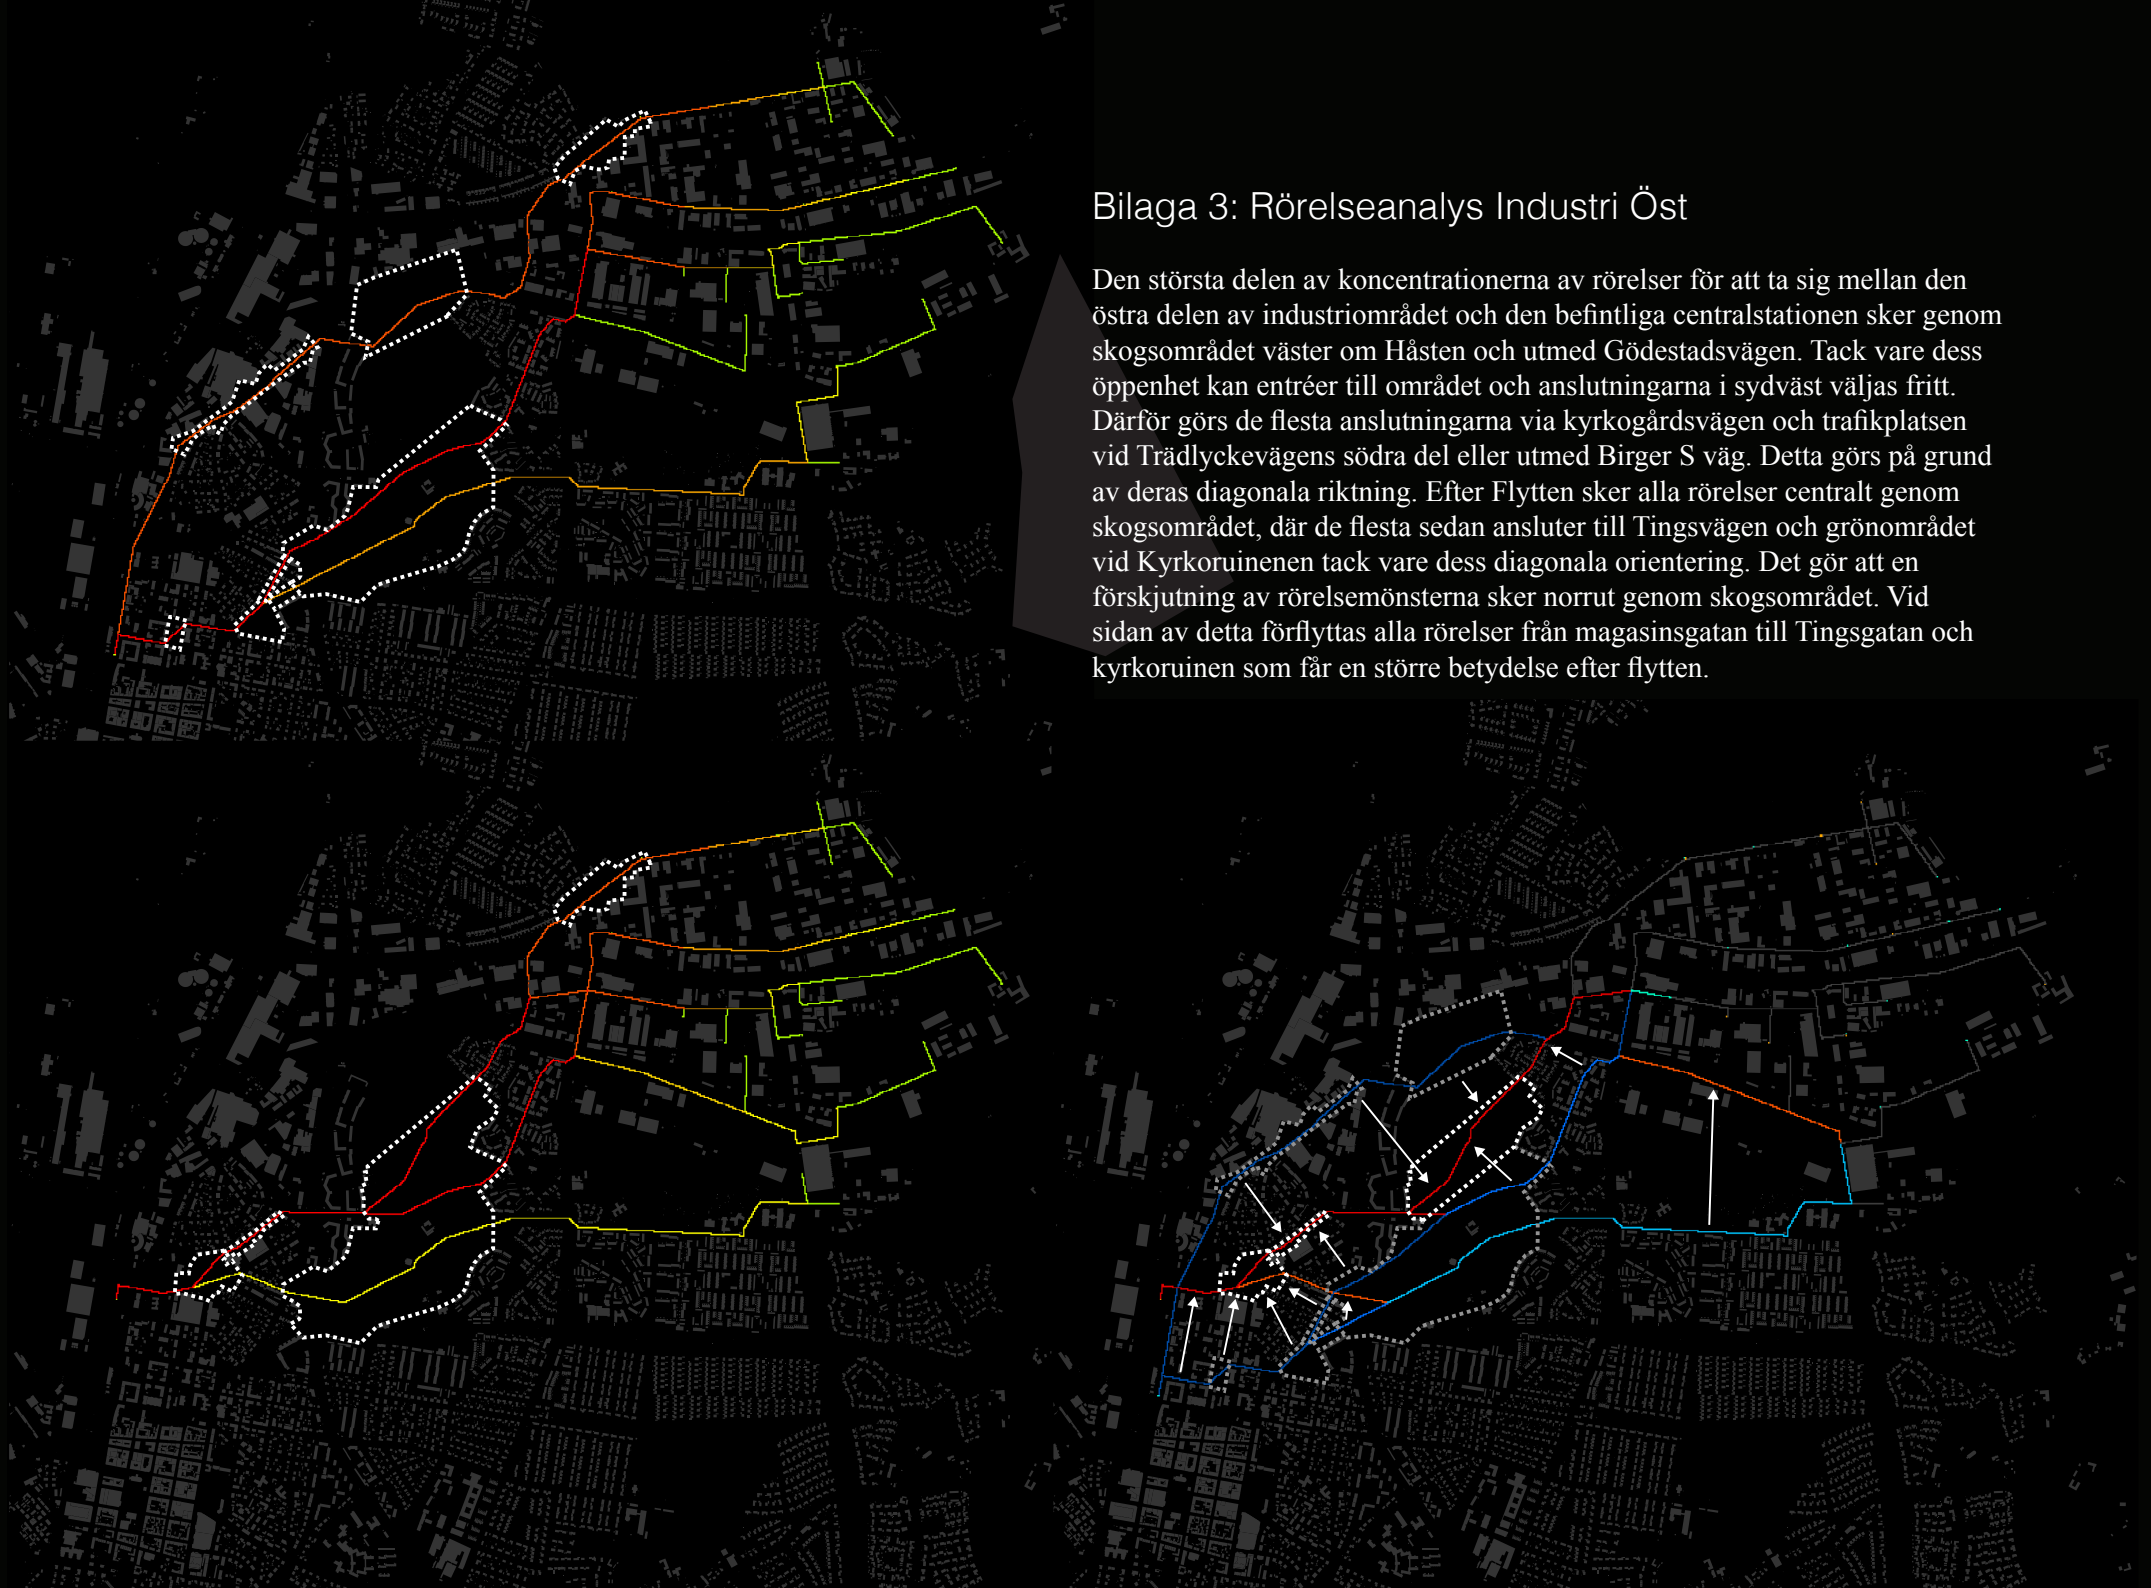 Bilaga 3: Rörelseanalys Industri Öst
Den största delen av koncentrationerna av rörelser för att ta sig mellan den
östra delen av industriområdet och den befintliga centralstationen sker genom
skogsområdet väster om Håsten och utmed Gödestadsvägen. Tack vare dess
öppenhet kan entréer till området och anslutningarna i sydväst väljas fritt.
Därför görs de flesta anslutningarna via kyrkogårdsvägen och trafikplatsen
vid Trädlyckevägens södra del eller utmed Birger S väg. Detta görs på grund
av deras diagonala riktning. Efter Flytten sker alla rörelser centralt genom
skogsområdet, där de flesta sedan ansluter till Tingsvägen och grönområdet
vid Kyrkoruinenen tack vare dess diagonala orientering. Det gör att en
förskjutning av rörelsemönsterna sker norrut genom skogsområdet. Vid
sidan av detta förflyttas alla rörelser från magasinsgatan till Tingsgatan och
kyrkoruinen som får en större betydelse efter flytten.